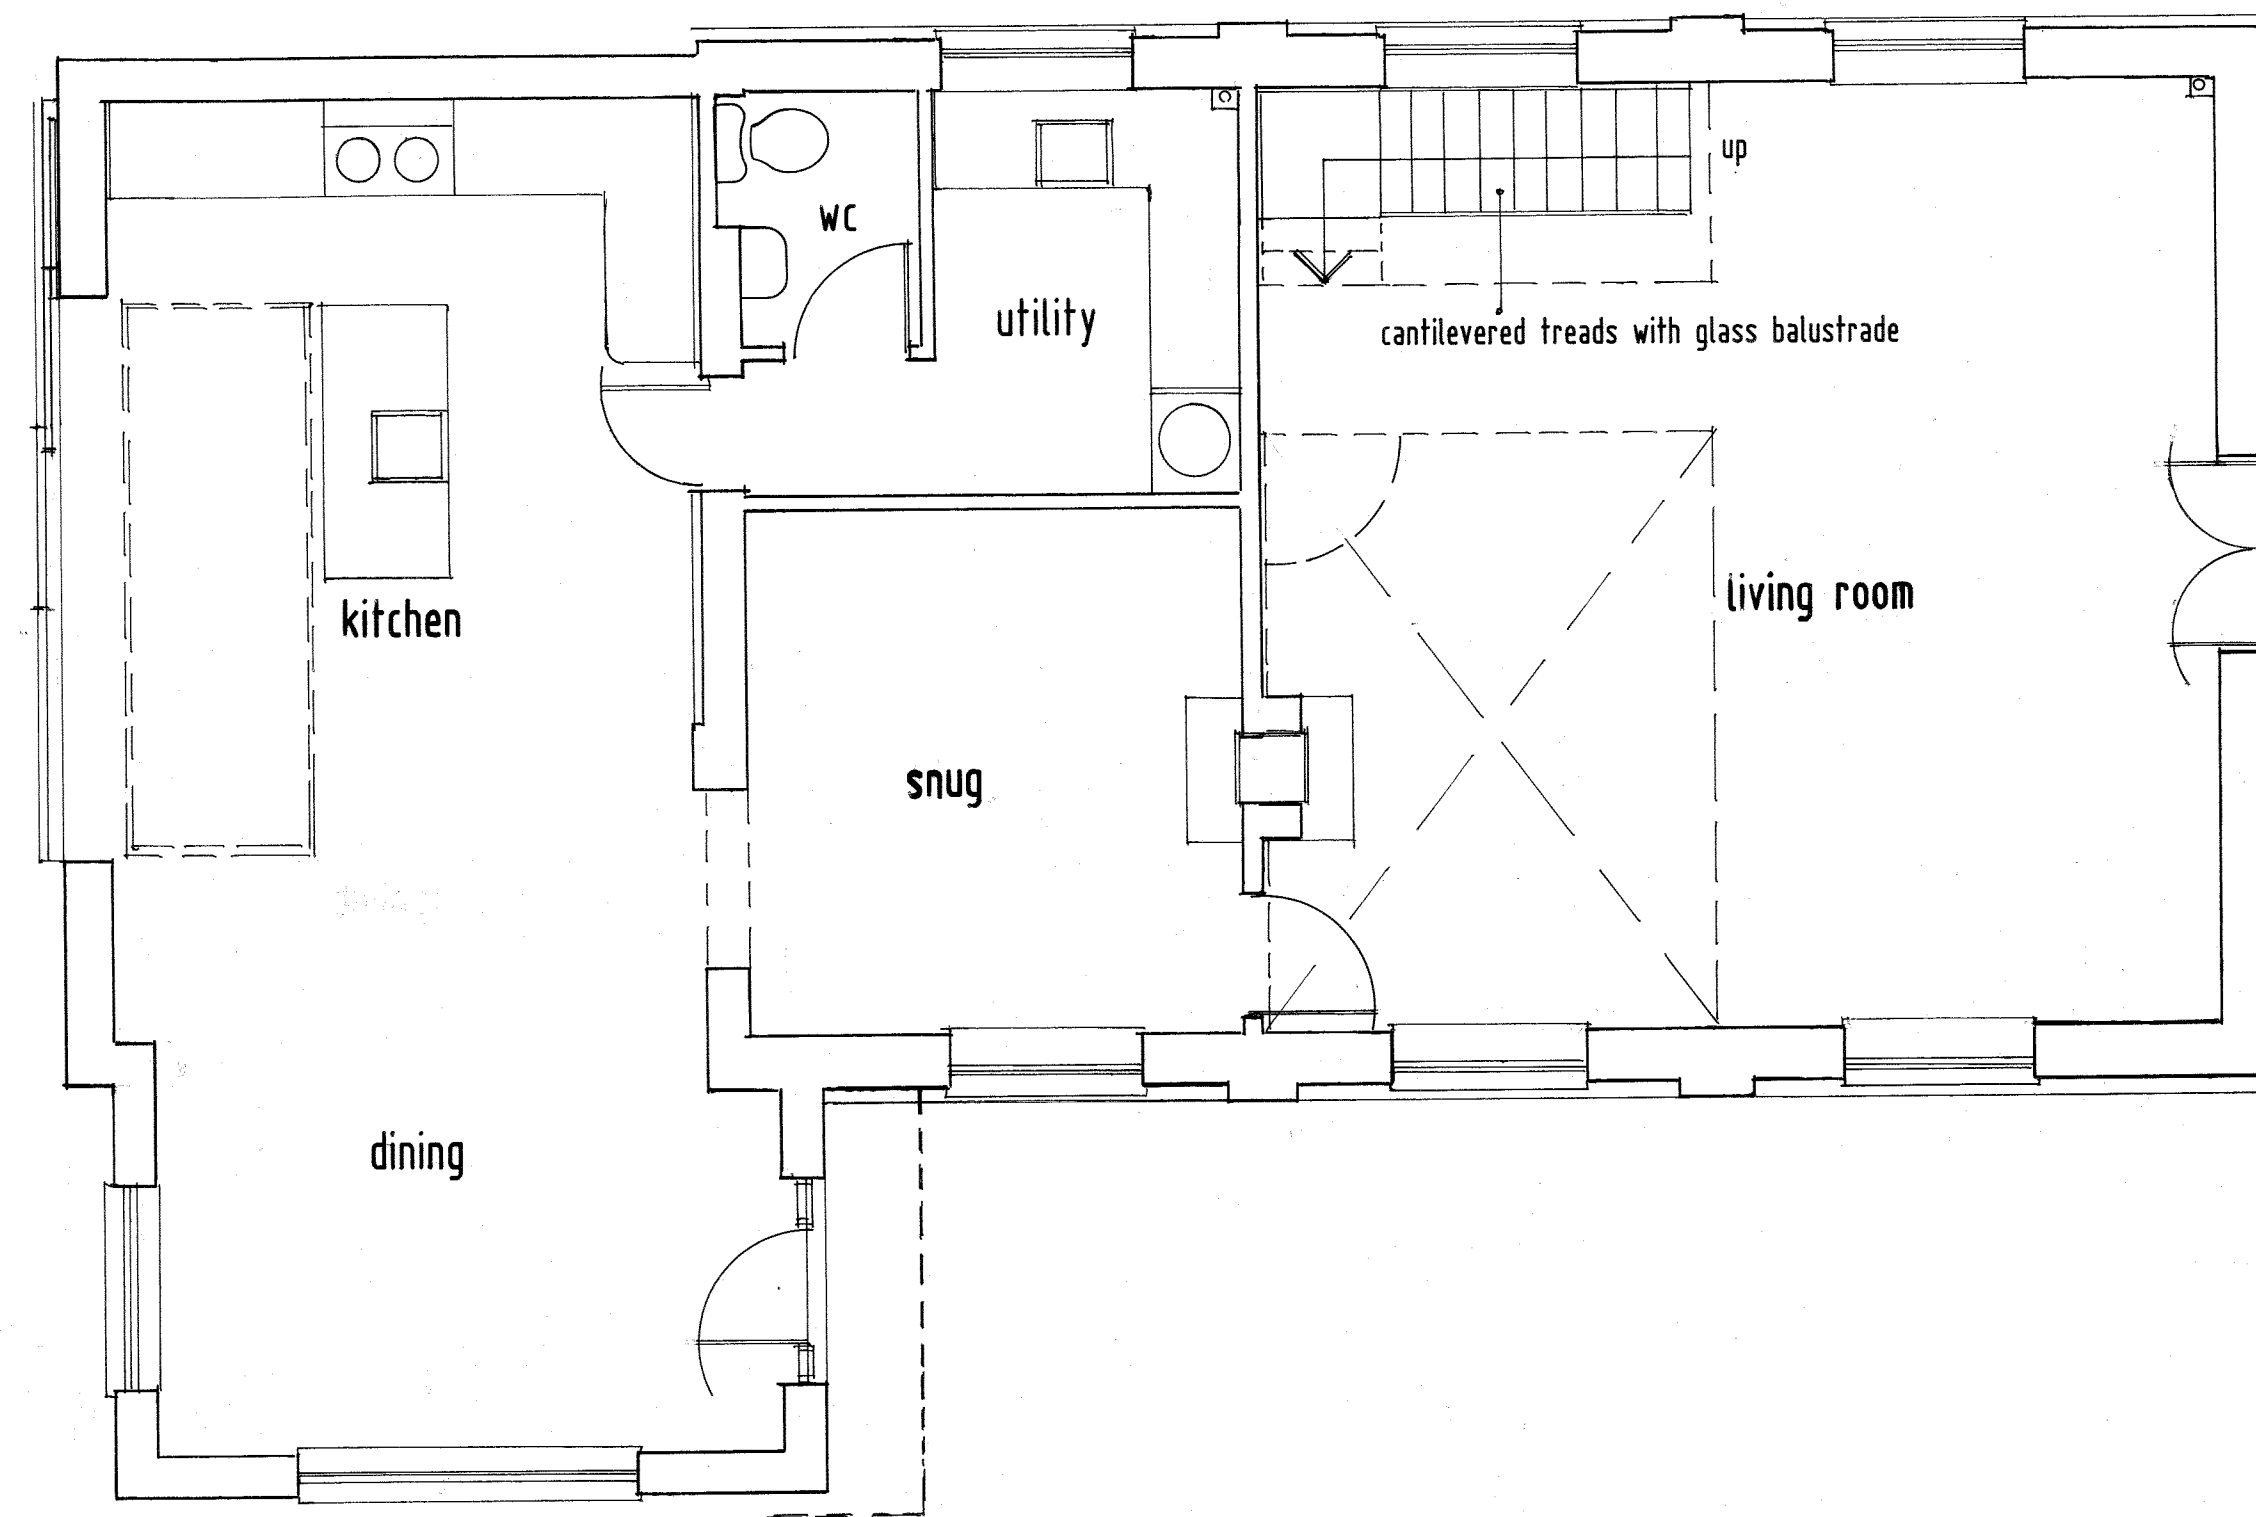 up
WC
utility
cantilevered treads with glass balustrade
kitchen
living room
snug
dining